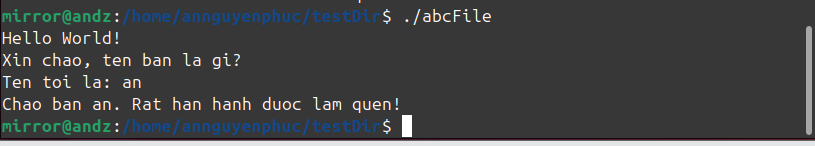 mirror@andz:/home/annguyenphuc/testDir$ ./abcFile
Hello World!
Xin chao, ten ban la gi?
Ten toi la: an
Chao ban an. Rat han hanh duoc lam quen!
mirror@andz:/home/annguyenphuc/testDir$